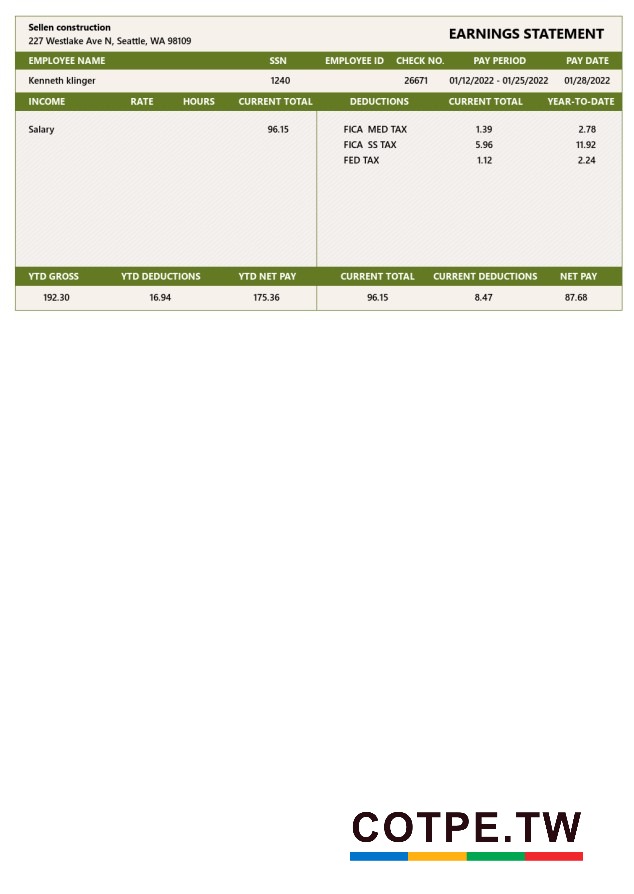 Sellen construction
227 Westlake Ave N, Seattle, WA 98109
EARNINGS STATEMENT
EMPLOYEE NAME SSN EMPLOYEE ID CHECK NO. PAY PERIOD PAY DATE
Kenneth klinger 1240 26671 01/12/2022 - 01/25/2022 01/28/2022
INCOME RATE HOURS CURRENT TOTAL DEDUCTIONS CURRENT TOTAL YEAR-TO-DATE
Salary 96.15 FICA MED TAX 1.39 2.78
FICA SS TAX 5.96 11.92
FED TAX 1.12 2.24
YTD GROSS YTD DEDUCTIONS YTD NET PAY CURRENT TOTAL CURRENT DEDUCTIONS NET PAY
192.30 16.94 175.36 96.15 8.47 87.68
COTPE.TW